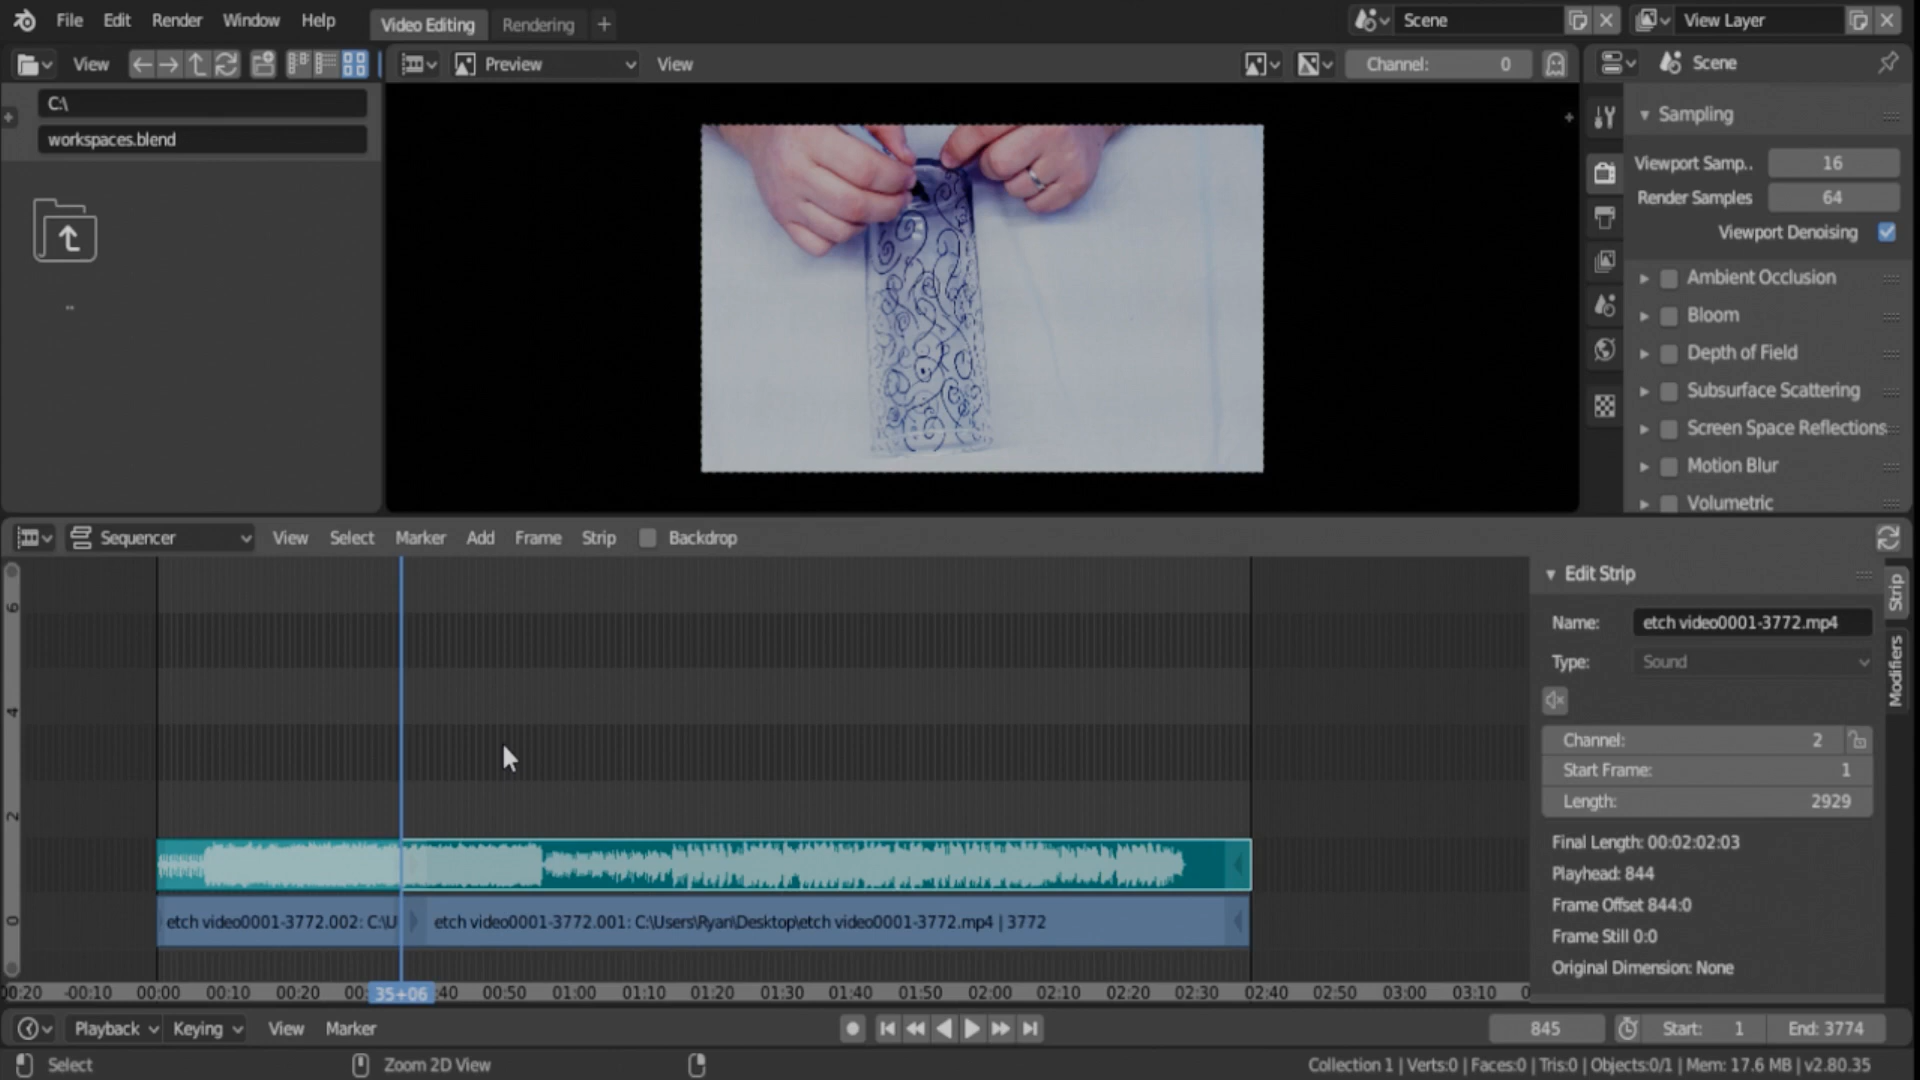 File Edit Render Window Help Video Editing Rendering + Scene View Layer
View Preview View Channel: 0 Scene
C:\
workspaces.blend
..
Sampling
Viewport Samp.. 16
Render Samples 64
Viewport Denoising
Ambient Occlusion
Bloom
Depth of Field
Subsurface Scattering
Screen Space Reflections
Motion Blur
Volumetric
Sequencer View Select Marker Add Frame Strip Backdrop
6
4
2
0
etch video0001-3772.002: C:\U etch video0001-3772.001: C:\Users\Ryan\Desktop\etch video0001-3772.mp4 | 3772
00:20 -00:10 00:00 00:10 00:20 00: 35+06 :40 00:50 01:00 01:10 01:20 01:30 01:40 01:50 02:00 02:10 02:20 02:30 02:40 02:50 03:00 03:10 0
Edit Strip
Name: etch video0001-3772.mp4
Type: Sound
Channel: 2
Start Frame: 1
Length: 2929
Final Length: 00:02:02:03
Playhead: 844
Frame Offset 844:0
Frame Still 0:0
Original Dimension: None
Strip
Modifiers
Playback Keying View Marker 845 Start: 1 End: 3774
Select Zoom 2D View Collection 1 | Verts:0 | Faces:0 | Tris:0 | Objects:0/1 | Mem: 17.6 MB | v2.80.35